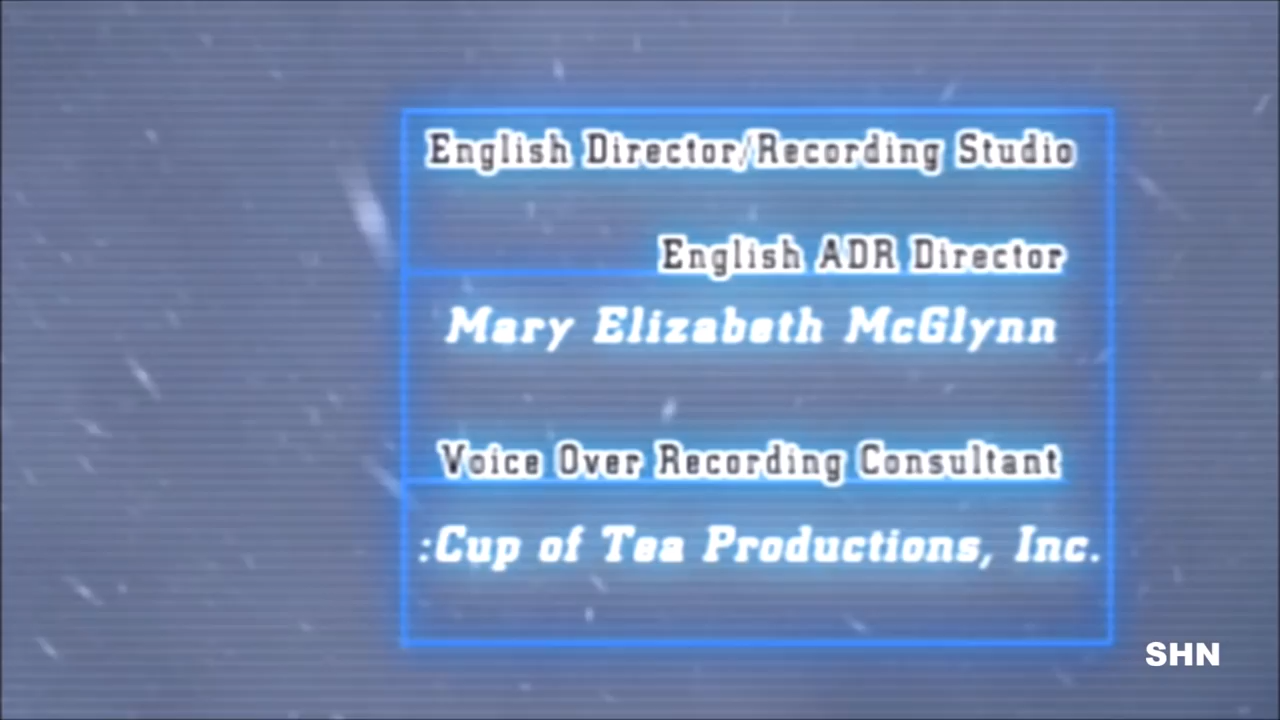 English Director/Recording Studio
English ADR Director
Mary Elizabeth McGlynn
Voice Over Recording Consultant
:Cup of Tea Productions, Inc.
SHN